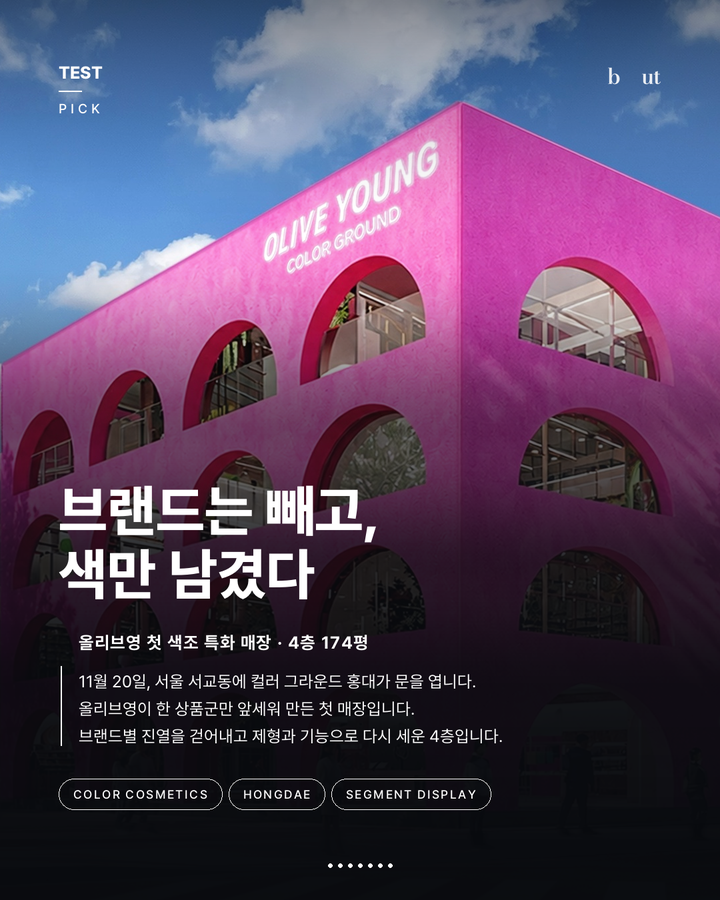 TEST
PICK
b ut
OLIVE YOUNG
COLOR GROUND
브랜드는 빼고,
색만 남겼다
올리브영 첫 색조 특화 매장 · 4층 174평
11월 20일, 서울 서교동에 컬러 그라운드 홍대가 문을 엽니다.
올리브영이 한 상품군만 앞세워 만든 첫 매장입니다.
브랜드별 진열을 걷어내고 제형과 기능으로 다시 세운 4층입니다.
COLOR COSMETICS
HONGDAE
SEGMENT DISPLAY